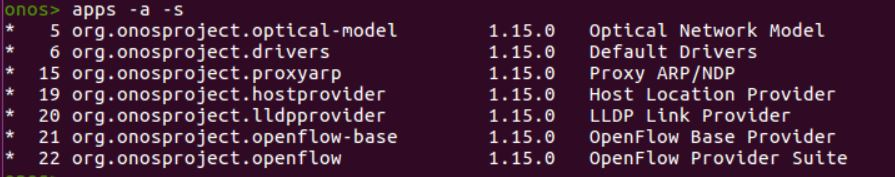 onos> apps -a -s
* 5 org.onosproject.optical-model 1.15.0 Optical Network Model
* 6 org.onosproject.drivers 1.15.0 Default Drivers
* 15 org.onosproject.proxyarp 1.15.0 Proxy ARP/NDP
* 19 org.onosproject.hostprovider 1.15.0 Host Location Provider
* 20 org.onosproject.lldpprovider 1.15.0 LLDP Link Provider
* 21 org.onosproject.openflow-base 1.15.0 OpenFlow Base Provider
* 22 org.onosproject.openflow 1.15.0 OpenFlow Provider Suite